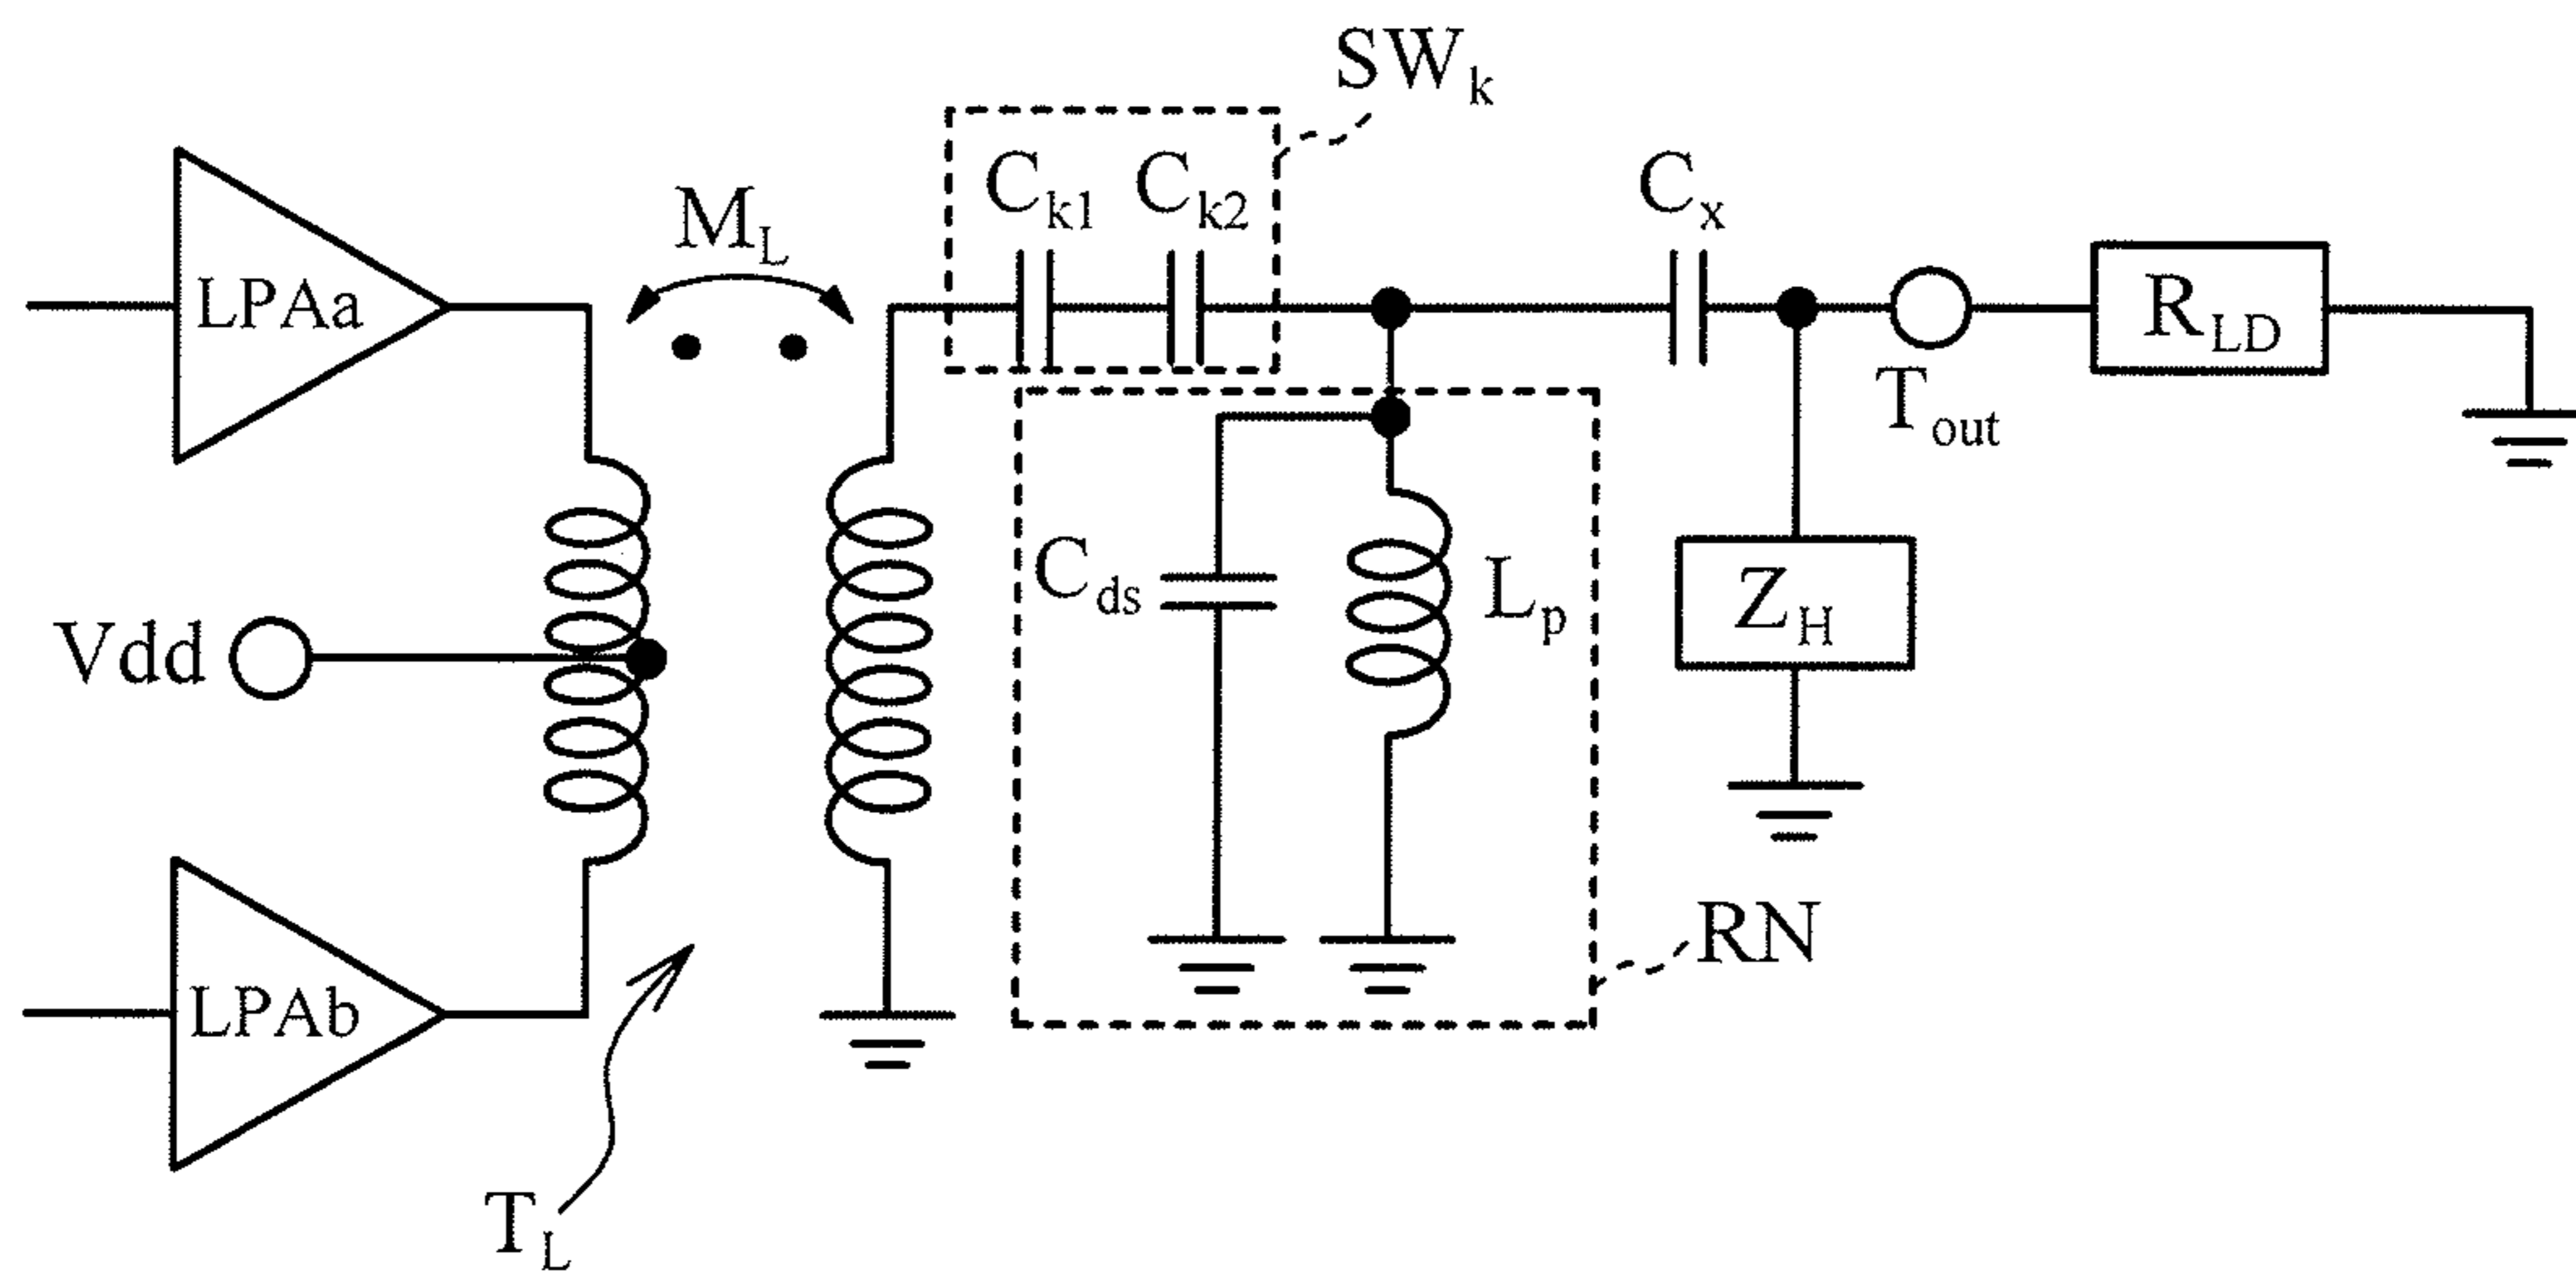 SWk
Ck1 Ck2 Cx
ML
LPAa
RLD
Tout
Cds Lp ZH
Vdd
RN
LPAb
TL